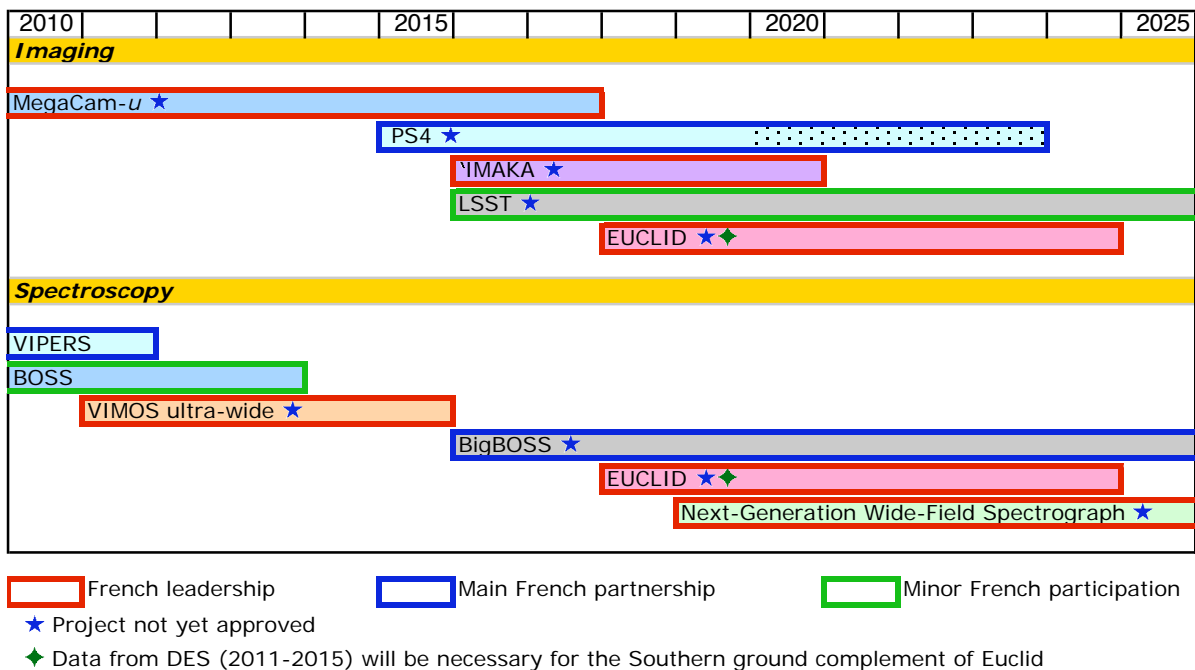 2010 2015 2020 2025
Imaging
MegaCam-u ★
PS4 ★
‘IMAKA ★
LSST ★
EUCLID ★ ✦
Spectroscopy
VIPERS
BOSS
VIMOS ultra-wide ★
BigBOSS ★
EUCLID ★ ✦
Next-Generation Wide-Field Spectrograph ★
French leadership Main French partnership Minor French participation
★ Project not yet approved
✦ Data from DES (2011-2015) will be necessary for the Southern ground complement of Euclid